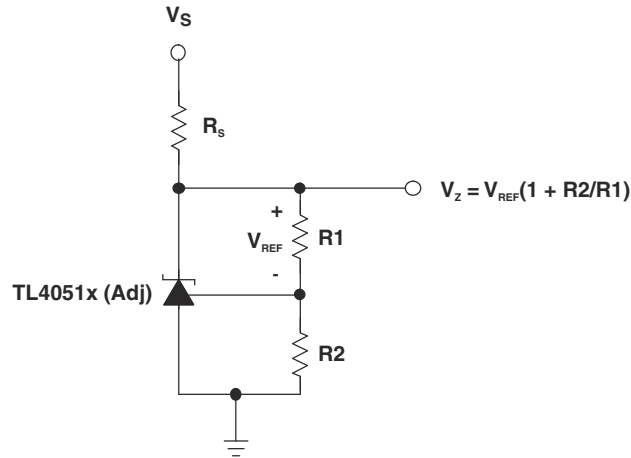 VS
RS
VZ = VREF(1 + R2/R1)
+
VREF
R1
-
TL4051x (Adj)
R2